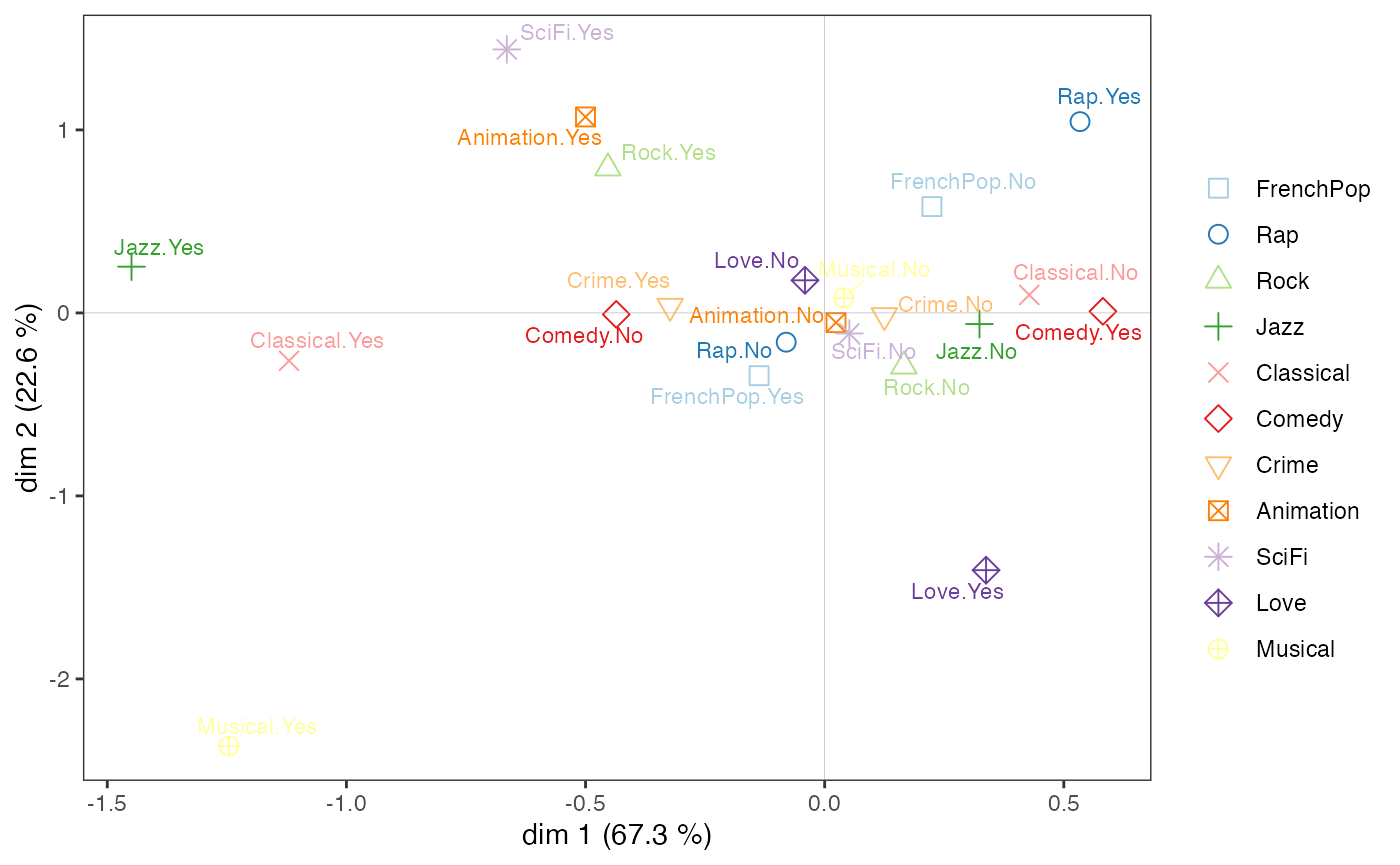 SciFi.Yes
Rap.Yes
Animation.Yes
Rock.Yes
FrenchPop.No
Jazz.Yes
Love.No
Musical.No
Classical.No
Crime.Yes
Crime.No
Animation.No
Comedy.No
Comedy.Yes
Classical.Yes
Rap.No
SciFi.No
Jazz.No
Rock.No
FrenchPop.Yes
Love.Yes
Musical.Yes
1
0
-1
-2
dim 2 (22.6 %)
-1.5
-1.0
-0.5
0.0
0.5
dim 1 (67.3 %)
FrenchPop
Rap
Rock
Jazz
Classical
Comedy
Crime
Animation
SciFi
Love
Musical